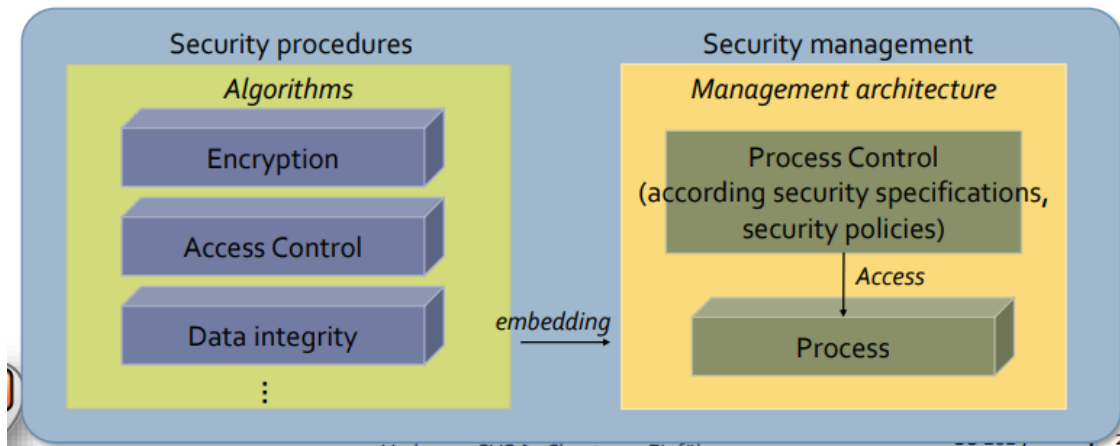 Security procedures
Algorithms
Encryption
Access Control
Data integrity
⋮
embedding
Security management
Management architecture
Process Control
(according security specifications,
security policies)
Access
Process